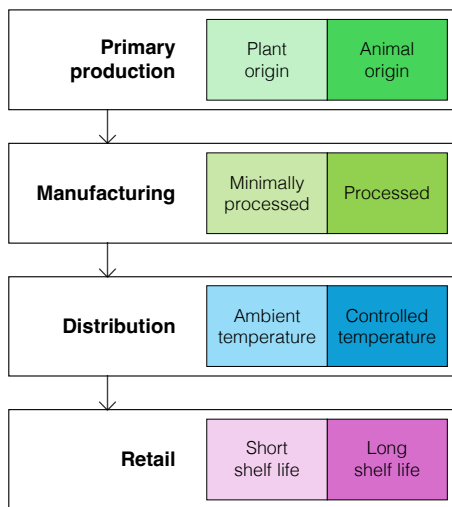 Primary
production
Plant
origin
Animal
origin
Manufacturing
Minimally
processed
Processed
Distribution
Ambient
temperature
Controlled
temperature
Retail
Short
shelf life
Long
shelf life